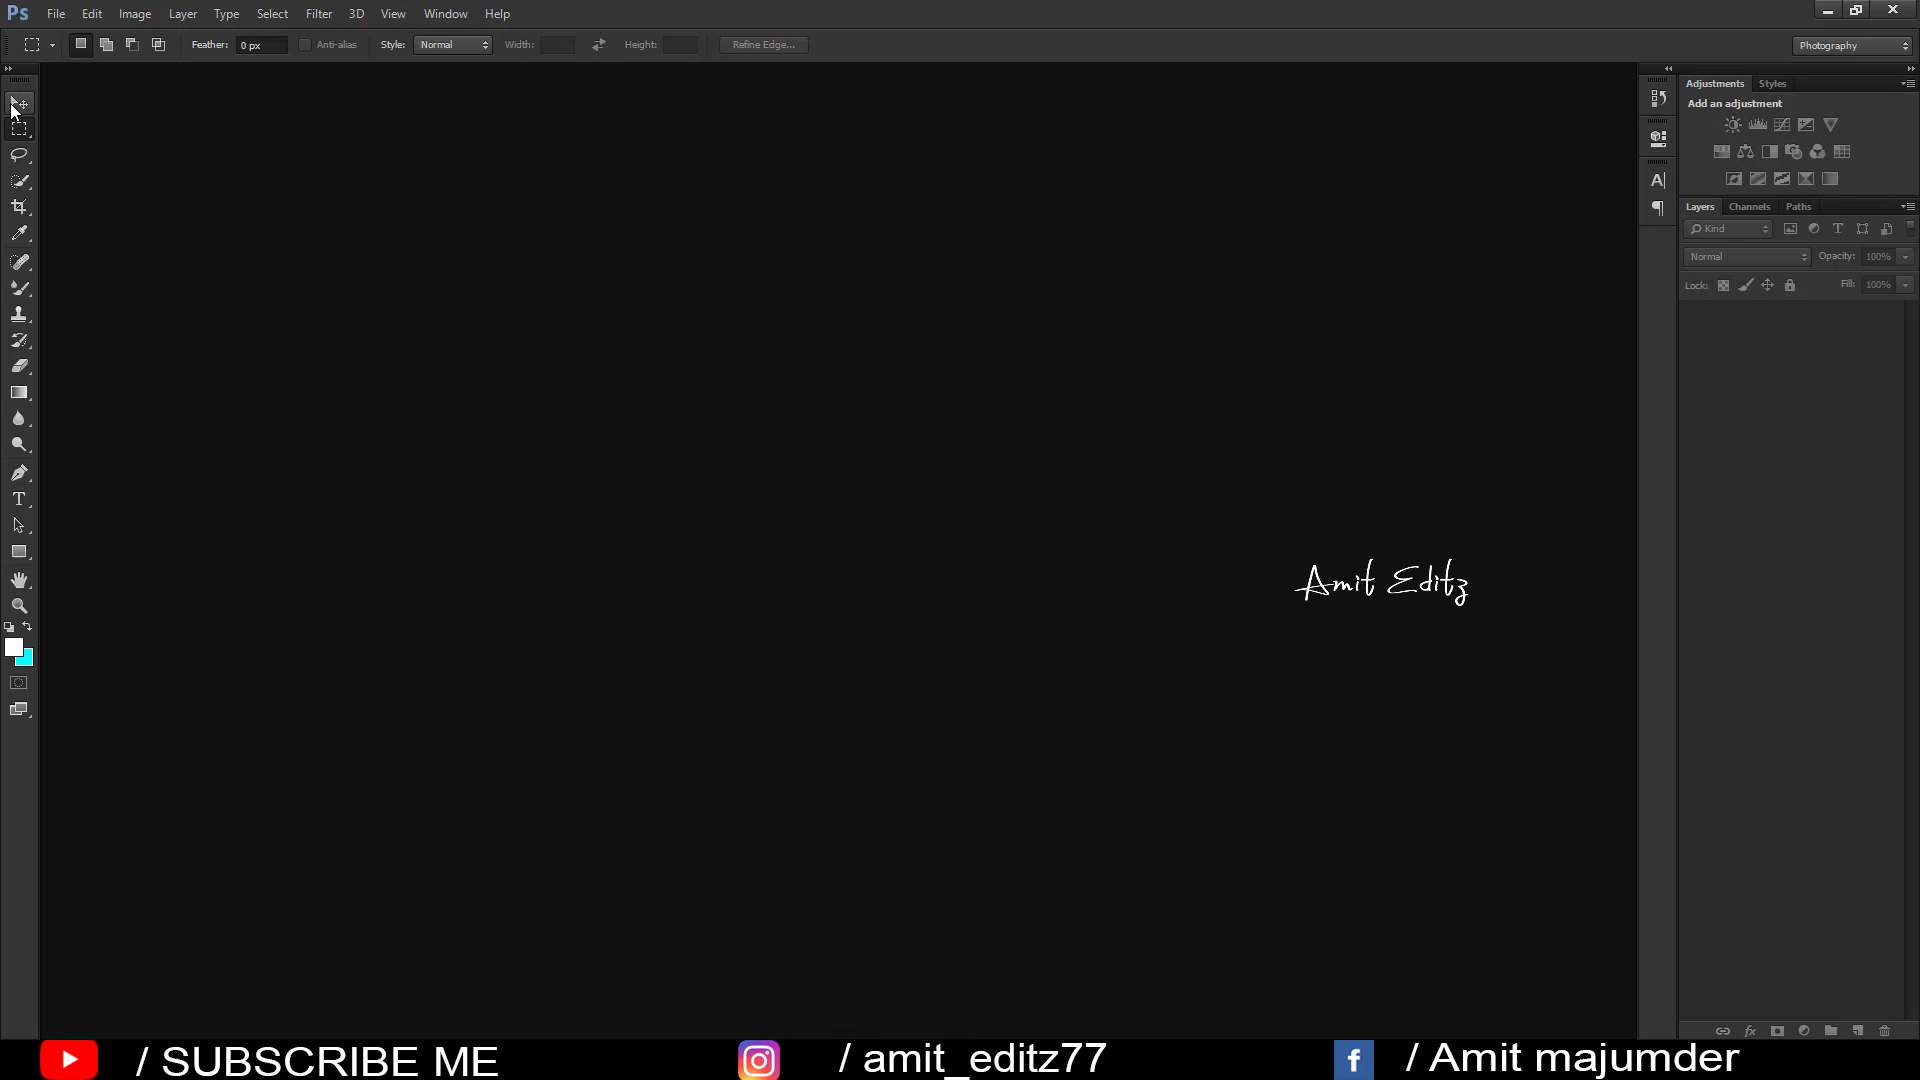 Ps File Edit Image Layer Type Select Filter 3D View Window Help
Feather: 0 px Anti-alias Style: Normal Width: Height: Refine Edge... Photography
Adjustments Styles
Add an adjustment
Layers Channels Paths
Kind
Normal Opacity: 100%
Lock: Fill: 100%
Amit Editz
/ SUBSCRIBE ME / amit_editz77 / Amit majumder